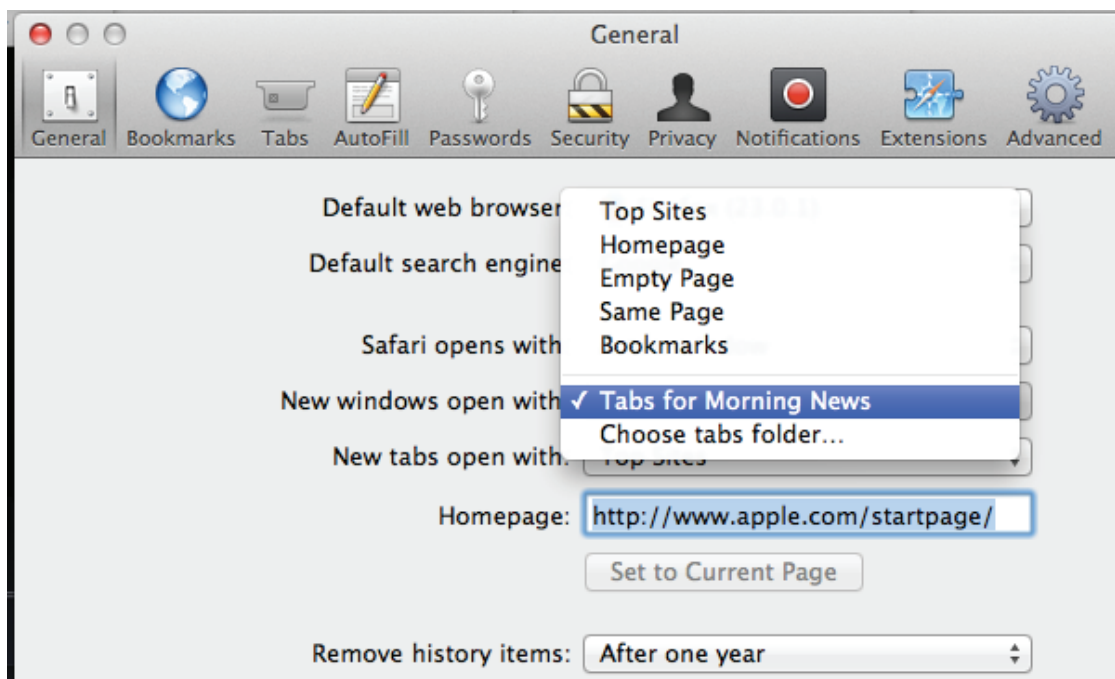 General
General Bookmarks Tabs AutoFill Passwords Security Privacy Notifications Extensions Advanced
Default web browser
Top Sites
Homepage
Default search engine
Empty Page
Same Page
Safari opens with
Bookmarks
New windows open with ✓ Tabs for Morning News
Choose tabs folder...
New tabs open with: Top Sites
Homepage: http://www.apple.com/startpage/
Set to Current Page
Remove history items: After one year